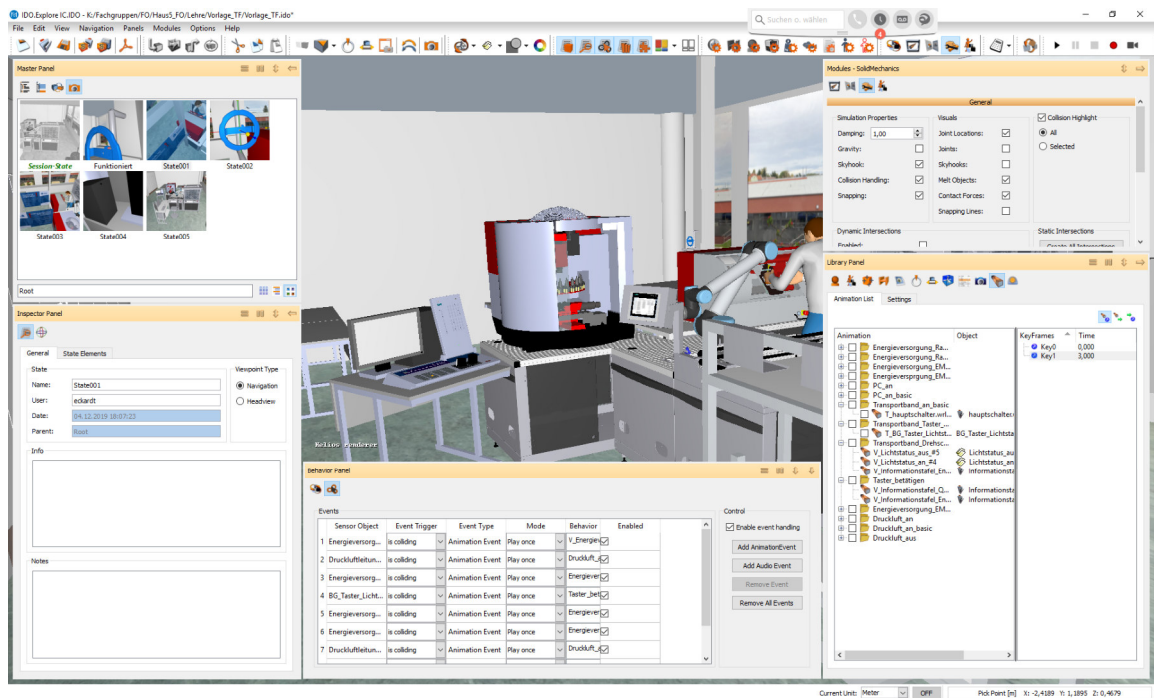 IDO.Explore IC.IDO - K:/Fachgruppen/FO/Haus5_FO/Lehre/Vorlage_TF/Vorlage_TF.ido*
Suchen o. wählen
4
File Edit View Navigation Panels Modules Options Help
Master Panel
Session-State Funktioniert State001 State002
State003 State004 State005
Root
Inspector Panel
General State Elements
State
Name: State001
User: eckardt
Date: 04.12.2019 18:07:23
Parent: Root
Viewpoint Type
Navigation
Headview
Info
Notes
Helios renderer
Behavior Panel
Events
Sensor Object Event Trigger Event Type Mode Behavior Enabled
1 Energieversorg... is colliding Animation Event Play once V_Energiev
2 Druckluftleitun... is colliding Animation Event Play once Druckluft_a
3 Energieversorg... is colliding Animation Event Play once Energiever
4 BG_Taster_Licht... is colliding Animation Event Play once Taster_bet
5 Energieversorg... is colliding Animation Event Play once Energiever
6 Energieversorg... is colliding Animation Event Play once Energiever
7 Druckluftleitun... is colliding Animation Event Play once Druckluft_a
Control
Enable event handling
Add AnimationEvent
Add Audio Event
Remove Event
Remove All Events
Modules - SolidMechanics
General
Simulation Properties
Damping: 1,00
Gravity:
Skyhook:
Collision Handling:
Snapping:
Visuals
Joint Locations:
Joints:
Skyhooks:
Melt Objects:
Contact Forces:
Snapping Lines:
Collision Highlight
All
Selected
Dynamic Intersections
Enabled:
Static Intersections
Create All Intersections
Library Panel
Animation List Settings
Animation Object
Energieversorgung_Ra...
Energieversorgung_Ra...
Energieversorgung_EM...
Energieversprgung_EM...
PC_an
PC_an_basic
Transportband_an_basic
T_hauptschalter.wrl... hauptschalter.
Transportband_Taster_...
T_BG_Taster_Lichtst... BG_Taster_Lichtsta
Transportband_Drehsc...
V_Lichtstatus_aus_#5 Lichtstatus_au
V_Lichtstatus_an_#4 Lichtstatus_an
V_Informationstafel_En... Informationsta
Taster_betätigen
V_Informationstafel_Q... Informationsta
V_Informationstafel_En... Informationsta
Energieversorgung_EM...
Druckluft_an
Druckluft_an_basic
Druckluft_aus
KeyFrames Time
Key0 0,000
Key1 3,000
Current Unit: Meter OFF Pick Point [m] X: -2,4189 Y: 1,1895 Z: 0,4679